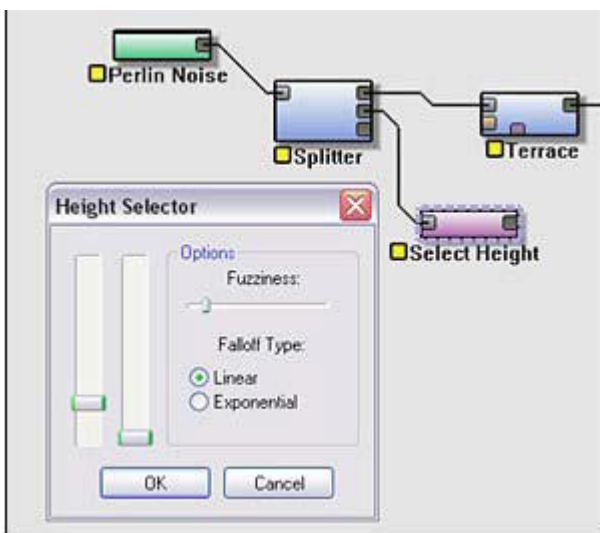 Perlin Noise
Splitter
Terrace
Select Height
Height Selector
Options
Fuzziness:
Falloff Type:
Linear
Exponential
OK
Cancel